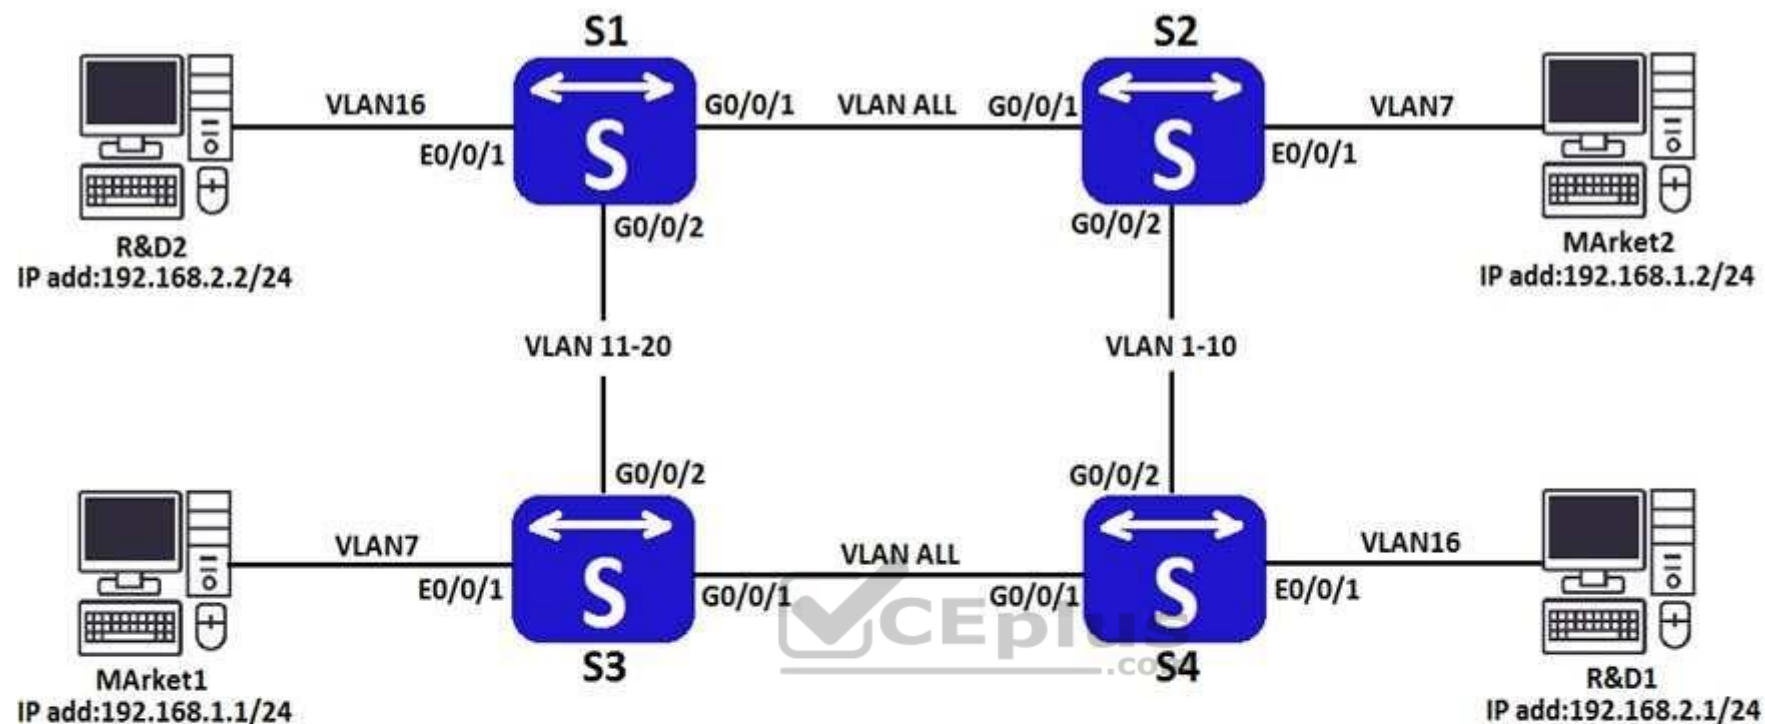 S1
S2
VLAN16
G0/0/1
VLAN ALL
G0/0/1
VLAN7
E0/0/1
S
S
E0/0/1
G0/0/2
G0/0/2
R&D2
IP add:192.168.2.2/24
MArket2
IP add:192.168.1.2/24
VLAN 11-20
VLAN 1-10
G0/0/2
G0/0/2
VLAN7
VLAN ALL
VLAN16
E0/0/1
S
G0/0/1
G0/0/1
S
E0/0/1
CEplus
.com
S3
S4
MArket1
IP add:192.168.1.1/24
R&D1
IP add:192.168.2.1/24